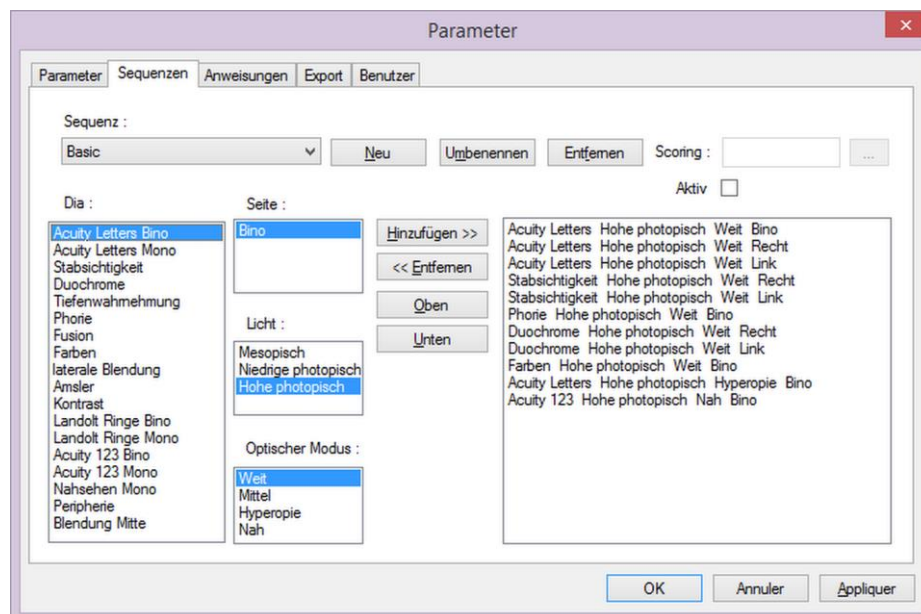 Parameter
Parameter Sequenzen Anweisungen Export Benutzer
Sequenz :
Basic Neu Umbenennen Entfernen Scoring : ...
Aktiv
Dia :
Acuity Letters Bino
Acuity Letters Mono
Stabsichtigkeit
Duochrome
Tiefenwahrnehmung
Phorie
Fusion
Farben
laterale Blendung
Amsler
Kontrast
Landolt Ringe Bino
Landolt Ringe Mono
Acuity 123 Bino
Acuity 123 Mono
Nahsehen Mono
Peripherie
Blendung Mitte
Seite :
Bino
Licht :
Mesopisch
Niedrige photopisch
Hohe photopisch
Optischer Modus :
Weit
Mittel
Hyperopie
Nah
Hinzufügen >>
<< Entfernen
Oben
Unten
Acuity Letters Hohe photopisch Weit Bino
Acuity Letters Hohe photopisch Weit Recht
Acuity Letters Hohe photopisch Weit Link
Stabsichtigkeit Hohe photopisch Weit Recht
Stabsichtigkeit Hohe photopisch Weit Link
Phorie Hohe photopisch Weit Bino
Duochrome Hohe photopisch Weit Recht
Duochrome Hohe photopisch Weit Link
Farben Hohe photopisch Weit Bino
Acuity Letters Hohe photopisch Hyperopie Bino
Acuity 123 Hohe photopisch Nah Bino
OK Annuler Appliquer